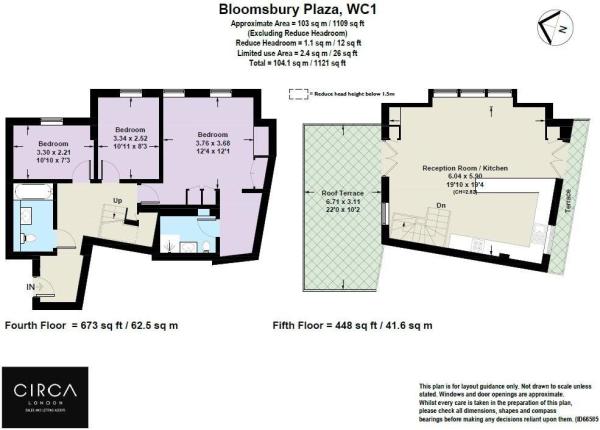 Bloomsbury Plaza, WC1
Approximate Area = 103 sq m / 1109 sq ft
(Excluding Reduce Headroom)
Reduce Headroom = 1.1 sq m / 12 sq ft
Limited use Area = 2.4 sq m / 26 sq ft
Total = 104.1 sq m / 1121 sq ft
N
= Reduce head height below 1.5m
Bedroom
3.30 x 2.21
10'10 x 7'3
Bedroom
3.34 x 2.52
10'11 x 8'3
Bedroom
3.76 x 3.68
12'4 x 12'1
Up
IN
Roof Terrace
6.71 x 3.11
22'0 x 10'2
Reception Room / Kitchen
6.04 x 5.90
19'10 x 19'4
Dn
Terrace
Fourth Floor = 673 sq ft / 62.5 sq m
Fifth Floor = 448 sq ft / 41.6 sq m
CIRCA
LONDON
SALES AND LETTING AGENTS
This plan is for layout guidance only. Not drawn to scale unless
stated. Windows and door openings are approximate.
Whilst every care is taken in the preparation of this plan,
please check all dimensions, shapes and compass
bearings before making any decisions reliant upon them. (ID66585